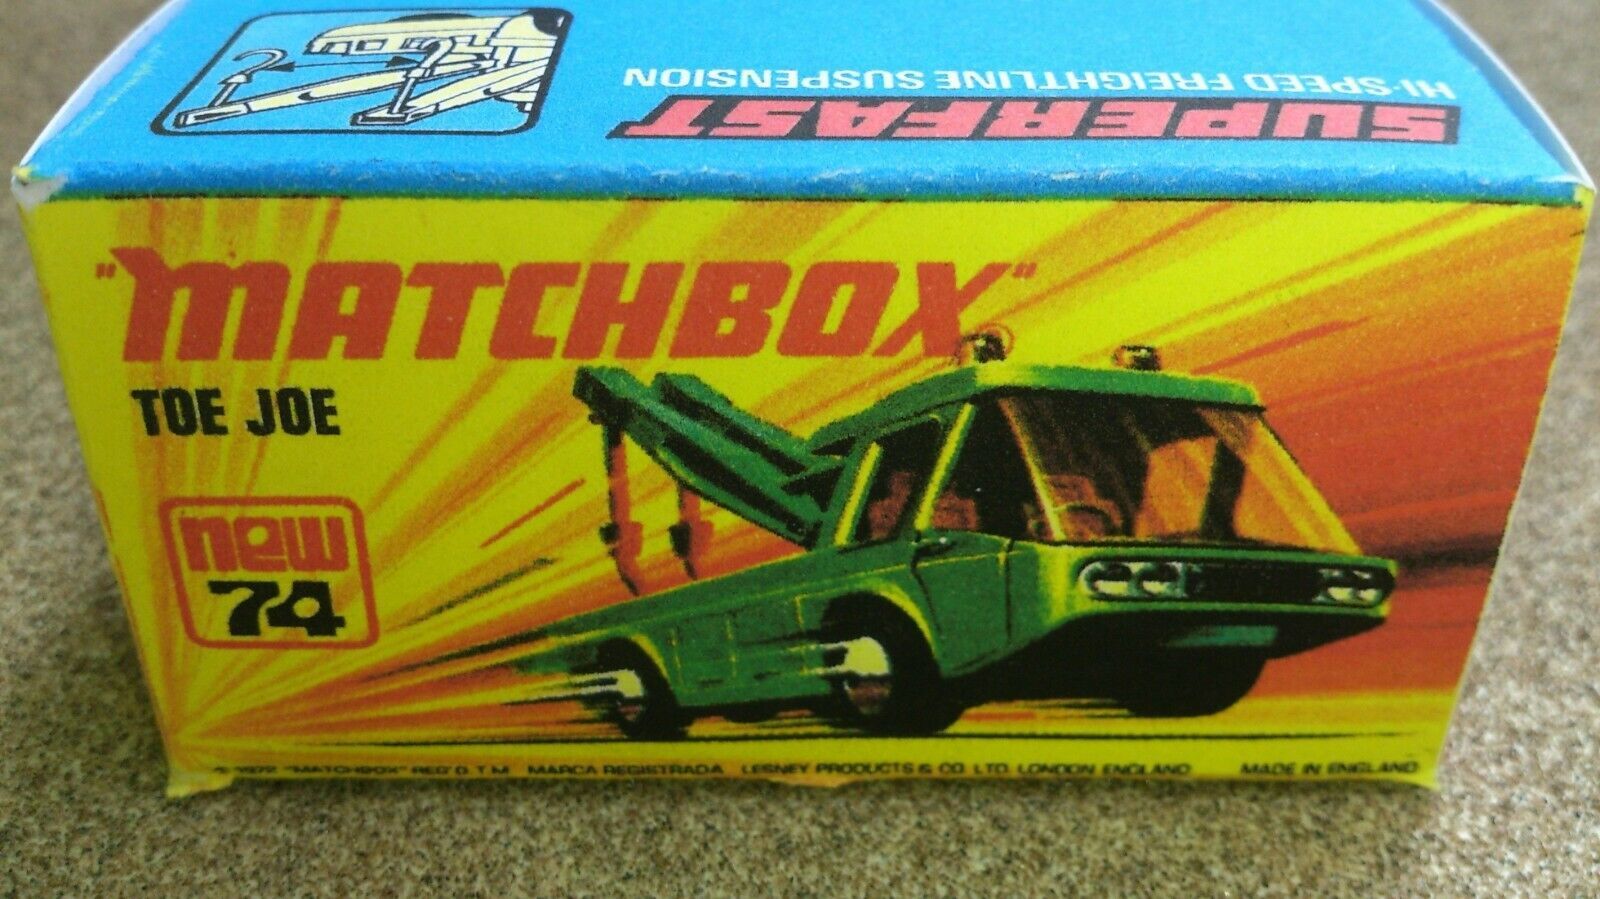 SUPERFAST
HI-SPEED FREIGHTLINE SUSPENSION
"MATCHBOX"
TOE JOE
new
74
"MATCHBOX" REG'D. T.M. MARCA REGISTRADA LESNEY PRODUCTS & CO. LTD. LONDON ENGLAND MADE IN ENGLAND